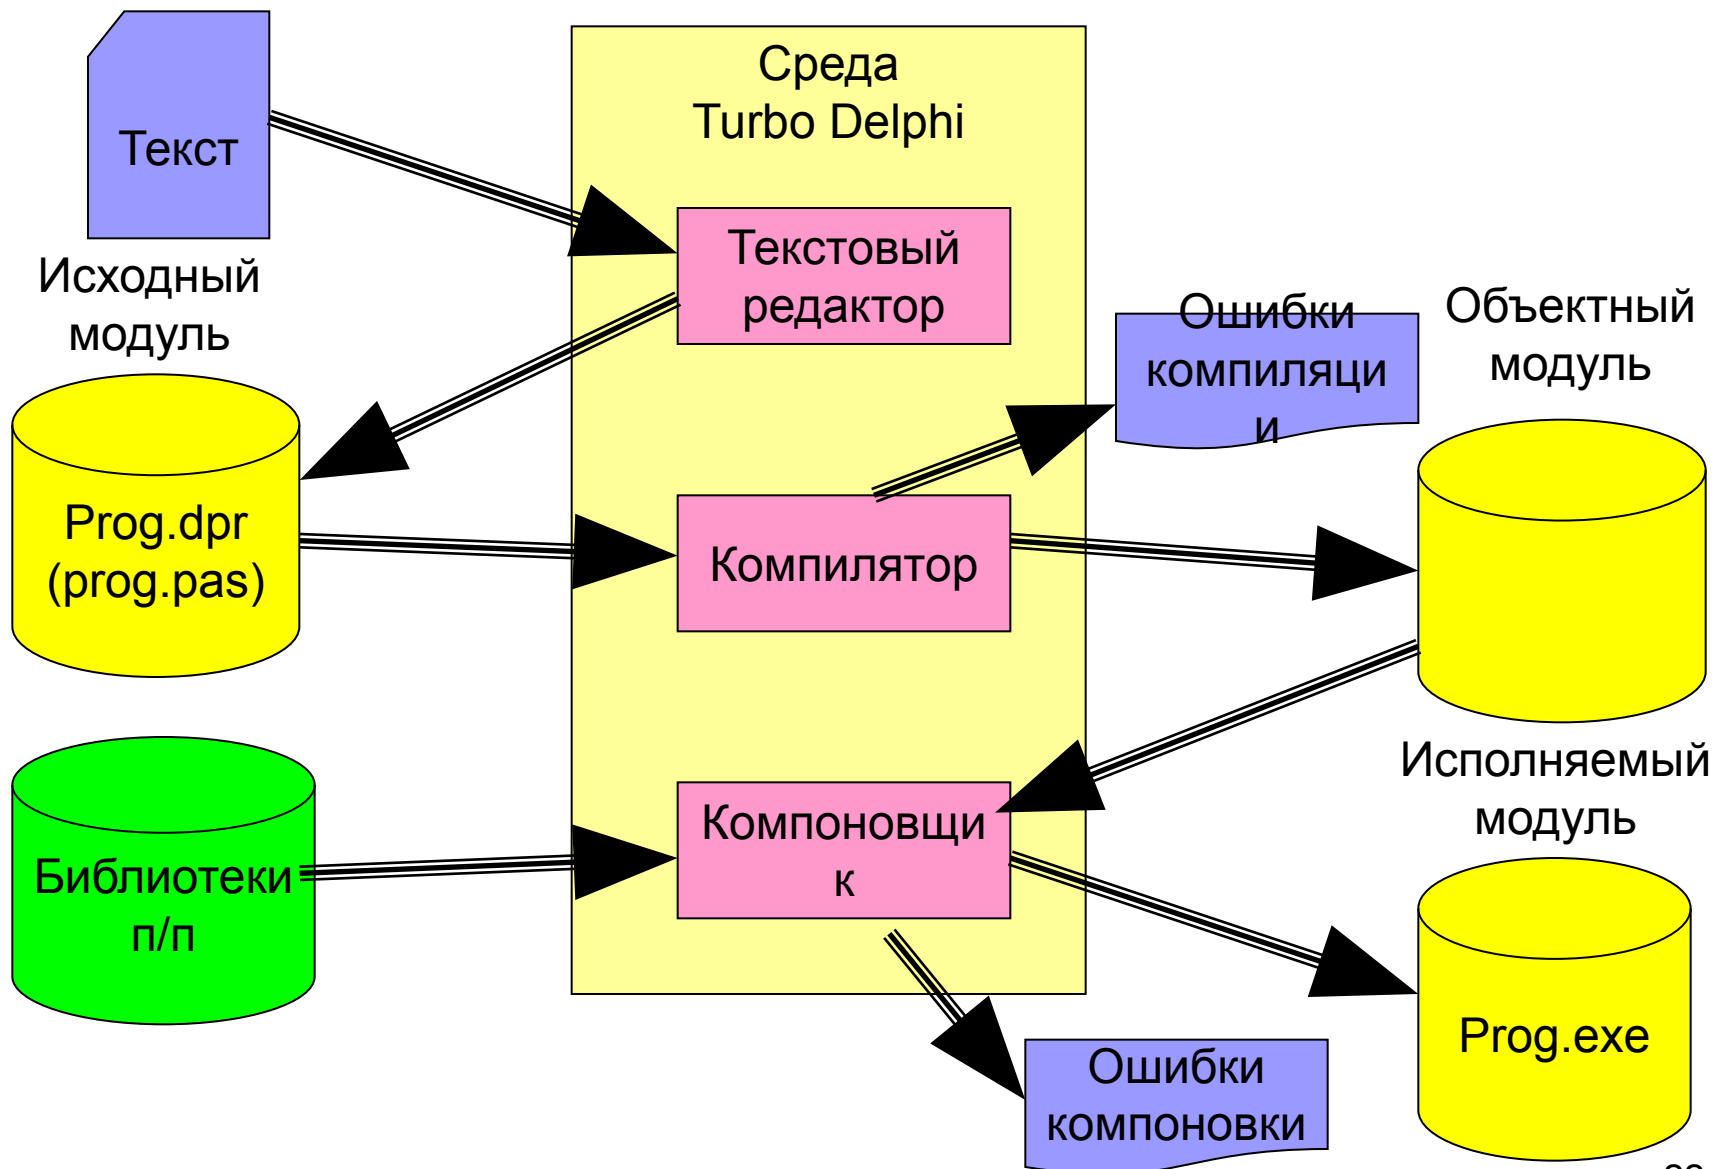 Среда
Turbo Delphi
Текст
Текстовый
редактор
Исходный
модуль
Ошибки
компиляци
и
Объектный
модуль
Prog.dpr
(prog.pas)
Компилятор
Исполняемый
модуль
Библиотеки
п/п
Компоновщи
к
Prog.exe
Ошибки
компоновки